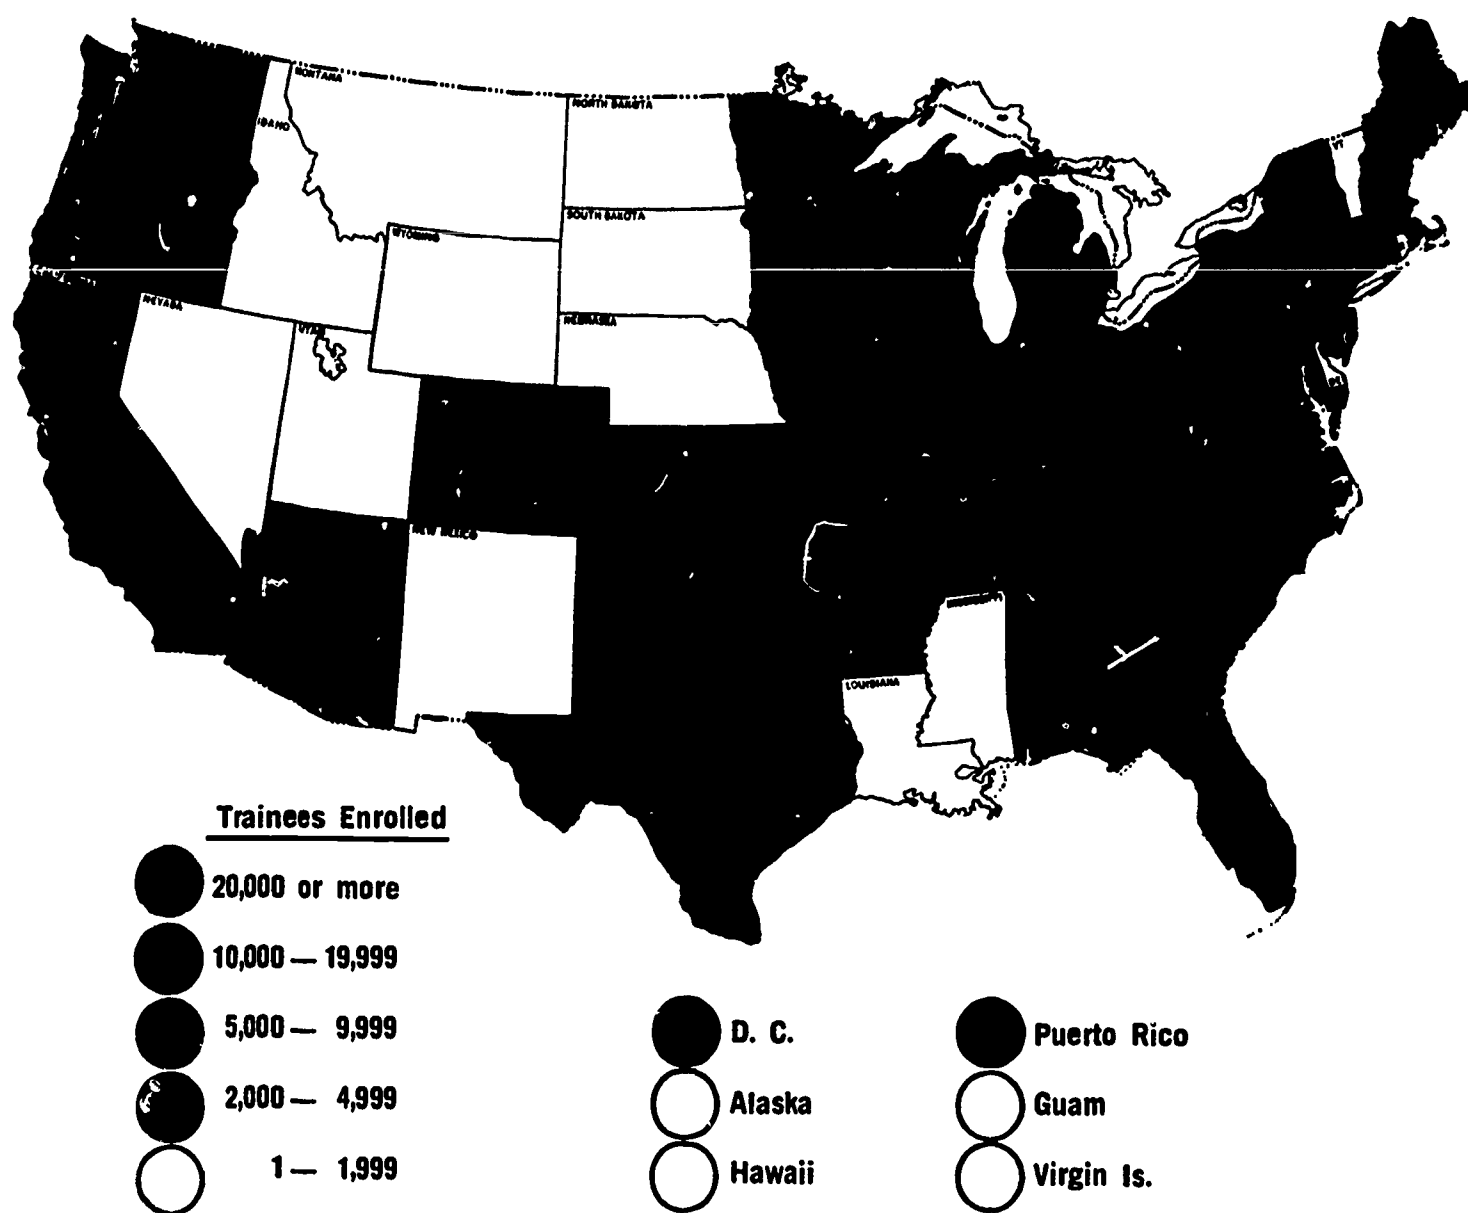 MONTANA
NORTH DAKOTA
IDAHO
VT
SOUTH DAKOTA
WYOMING
NEVADA
UTAH
NEBRASKA
NEW MEXICO
LOUISIANA
Trainees Enrolled
20,000 or more
10,000 — 19,999
5,000 — 9,999
2,000 — 4,999
1 — 1,999
D. C.
Alaska
Hawaii
Puerto Rico
Guam
Virgin Is.